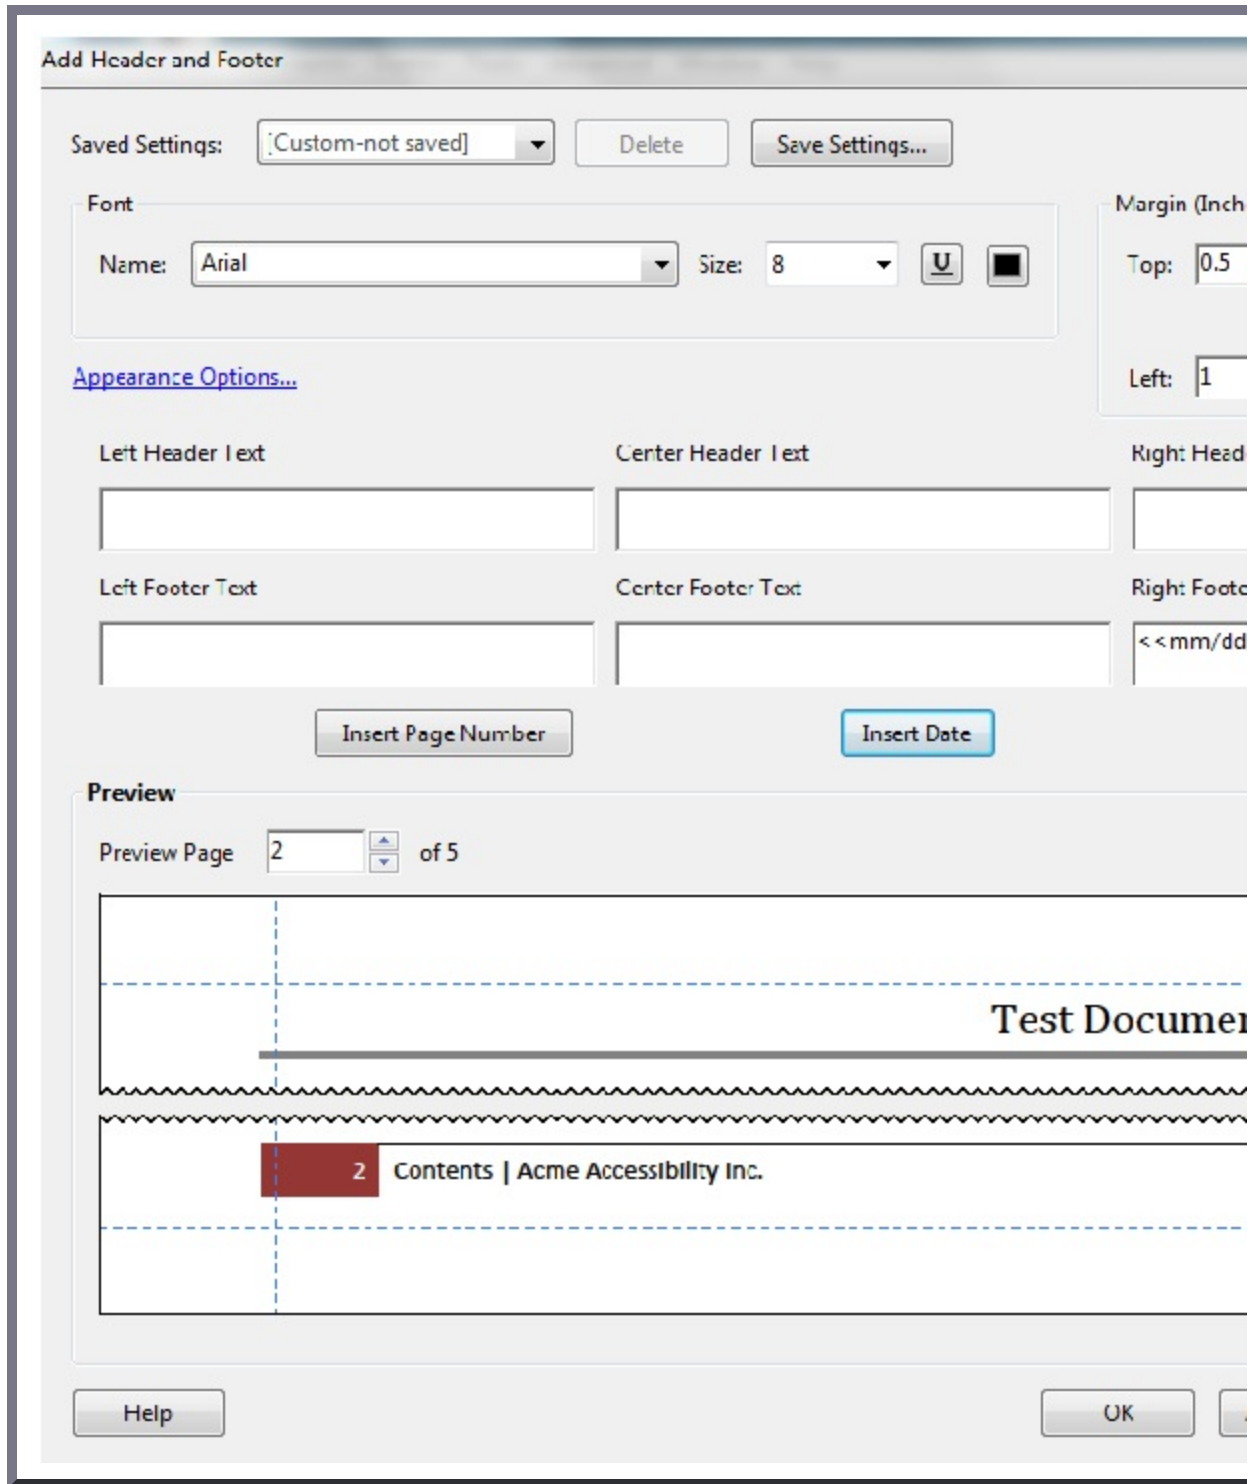 Add Header and Footer
Saved Settings: [Custom-not saved] Delete Save Settings...
Font Margin (Inch
Name: Arial Size: 8 U Top: 0.5
Appearance Options... Left: 1
Left Header Text Center Header Text Right Head
Left Footer Text Center Footer Text Right Foote
<<mm/dd
Insert Page Number Insert Date
Preview
Preview Page 2 of 5
Test Documen
2 Contents | Acme Accessibility Inc.
Help OK